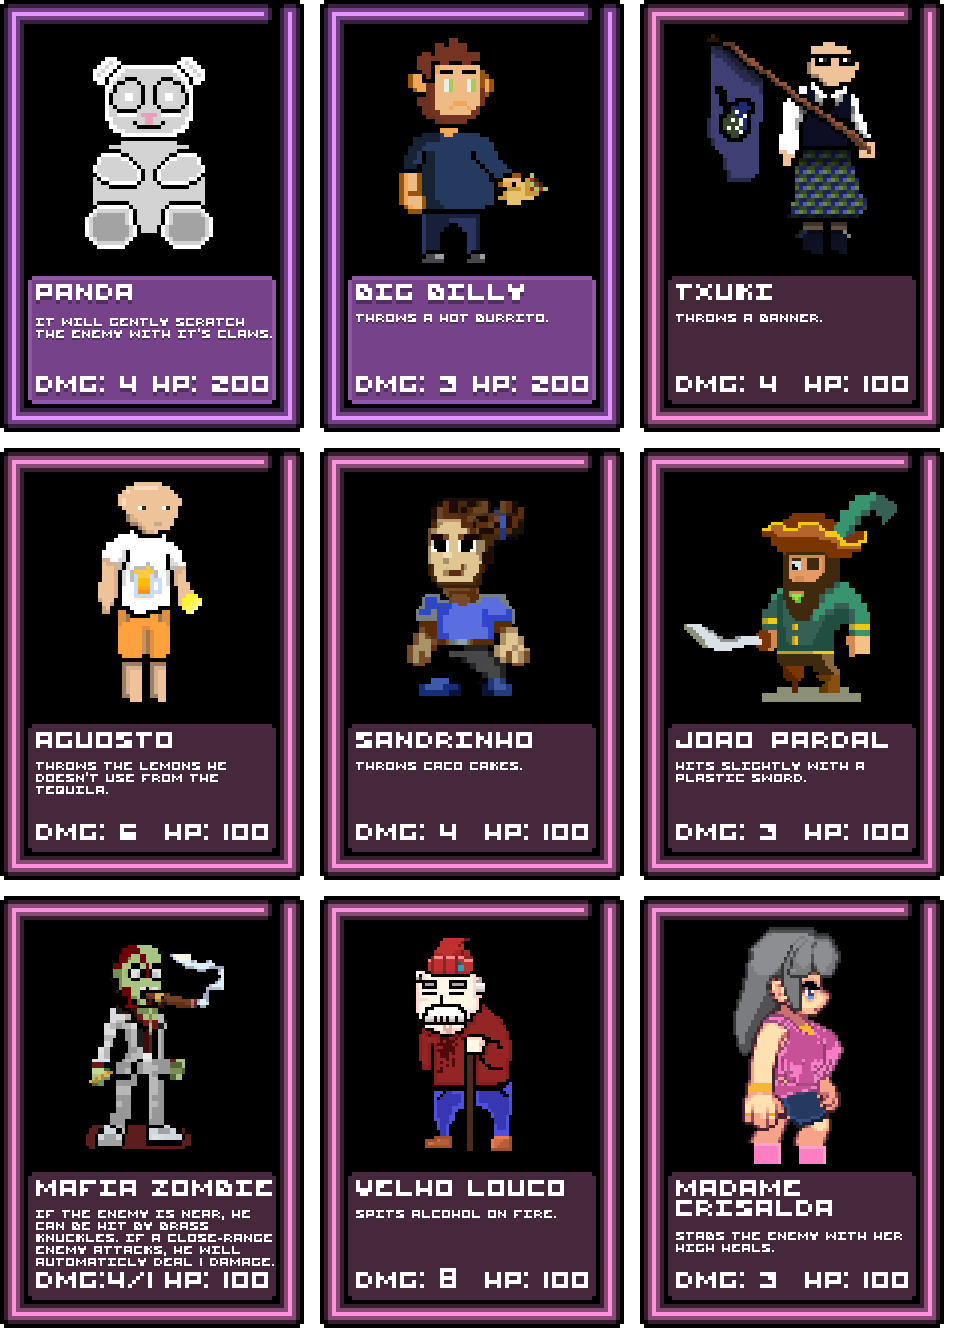 PANDA
IT WILL GENTLY SCRATCH
THE ENEMY WITH IT'S CLAWS.
DMG: 4 HP: 200
BIG BILLY
THROWS A HOT BURRITO.
DMG: 3 HP: 200
TXUKI
THROWS A BANNER.
DMG: 4 HP: 100
AGUOSTO
THROWS THE LEMONS HE
DOESN'T USE FROM THE
TEQUILA.
DMG: 6 HP: 100
SANDRINHO
THROWS CACO CAKES.
DMG: 4 HP: 100
JOAO PARDAL
HITS SLIGHTLY WITH A
PLASTIC SWORD.
DMG: 3 HP: 100
MAFIA ZOMBIE
IF THE ENEMY IS NEAR, HE
CAN BE HIT BY BRASS
KNUCKLES. IF A CLOSE-RANGE
ENEMY ATTACKS, HE WILL
AUTOMATICLY DEAL 1 DAMAGE.
DMG:4/1 HP: 100
VELHO LOUCO
SPITS ALCOHOL ON FIRE.
DMG: 8 HP: 100
MADAME
CRISALDA
STABS THE ENEMY WITH HER
HIGH HEALS.
DMG: 3 HP: 100